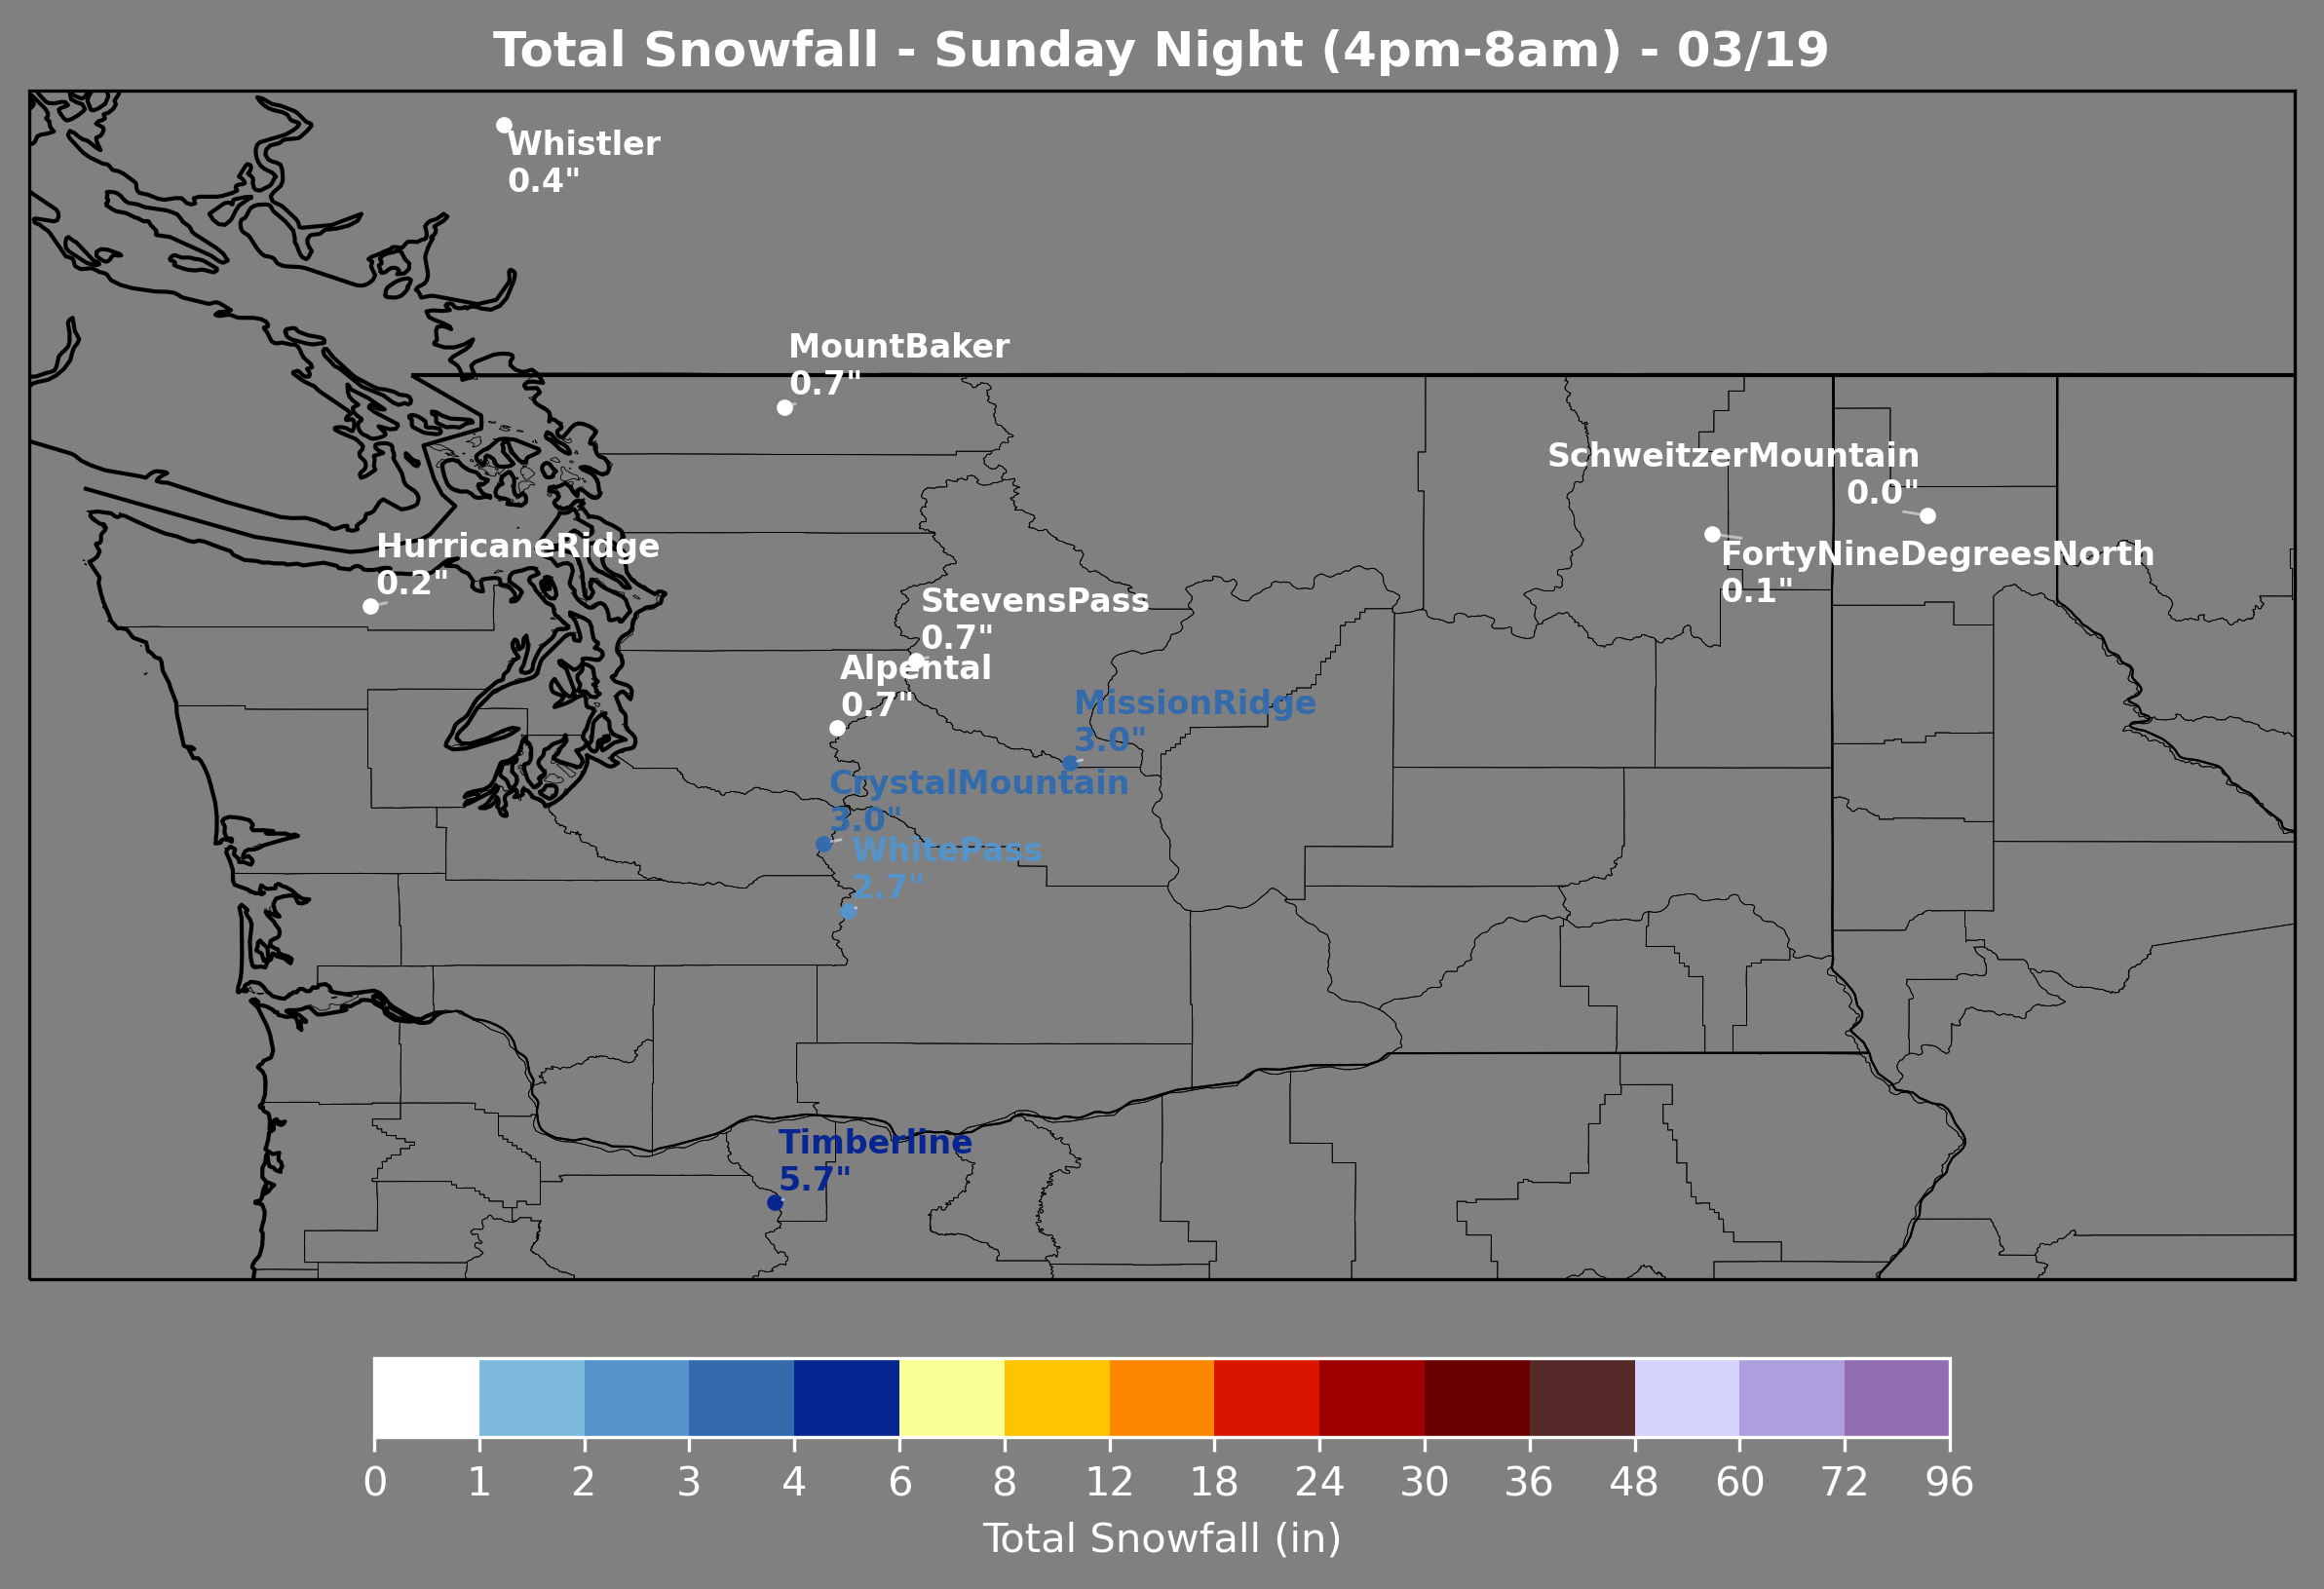 Total Snowfall - Sunday Night (4pm-8am) - 03/19
Whistler
0.4"
MountBaker
0.7"
SchweitzerMountain
0.0"
HurricaneRidge
0.2"
FortyNineDegreesNorth
0.1"
StevensPass
0.7"
Alpental
0.7"
MissionRidge
3.0"
CrystalMountain
3.0"
WhitePass
2.7"
Timberline
5.7"
0 1 2 3 4 6 8 12 18 24 30 36 48 60 72 96
Total Snowfall (in)